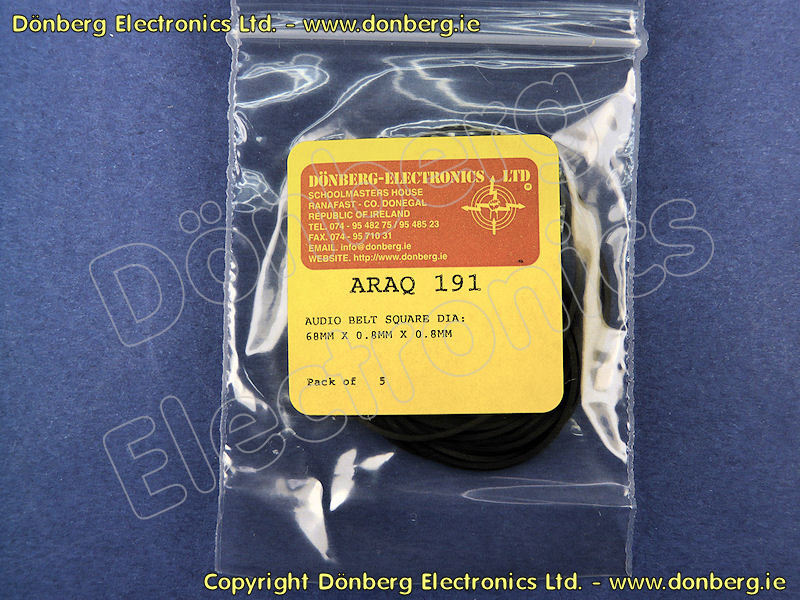 Dönberg Electronics Ltd. - www.dönberg.ie
DÖNBERG-ELECTRONICS LTD
SCHOOLMASTERS HOUSE
RANAFAST - CO. DONEGAL
REPUBLIC OF IRELAND
TEL. 074 - 95 482 75 / 95 485 23
FAX. 074 - 95 710 31
EMAIL. info@donberg.ie
WEBSITE. http://www.donberg.ie
ARAQ 191
AUDIO BELT SQUARE DIA:
68MM X 0.8MM X 0.8MM
Pack of 5
Dönberg
Electronics
Copyright Dönberg Electronics Ltd. - www.donberg.ie